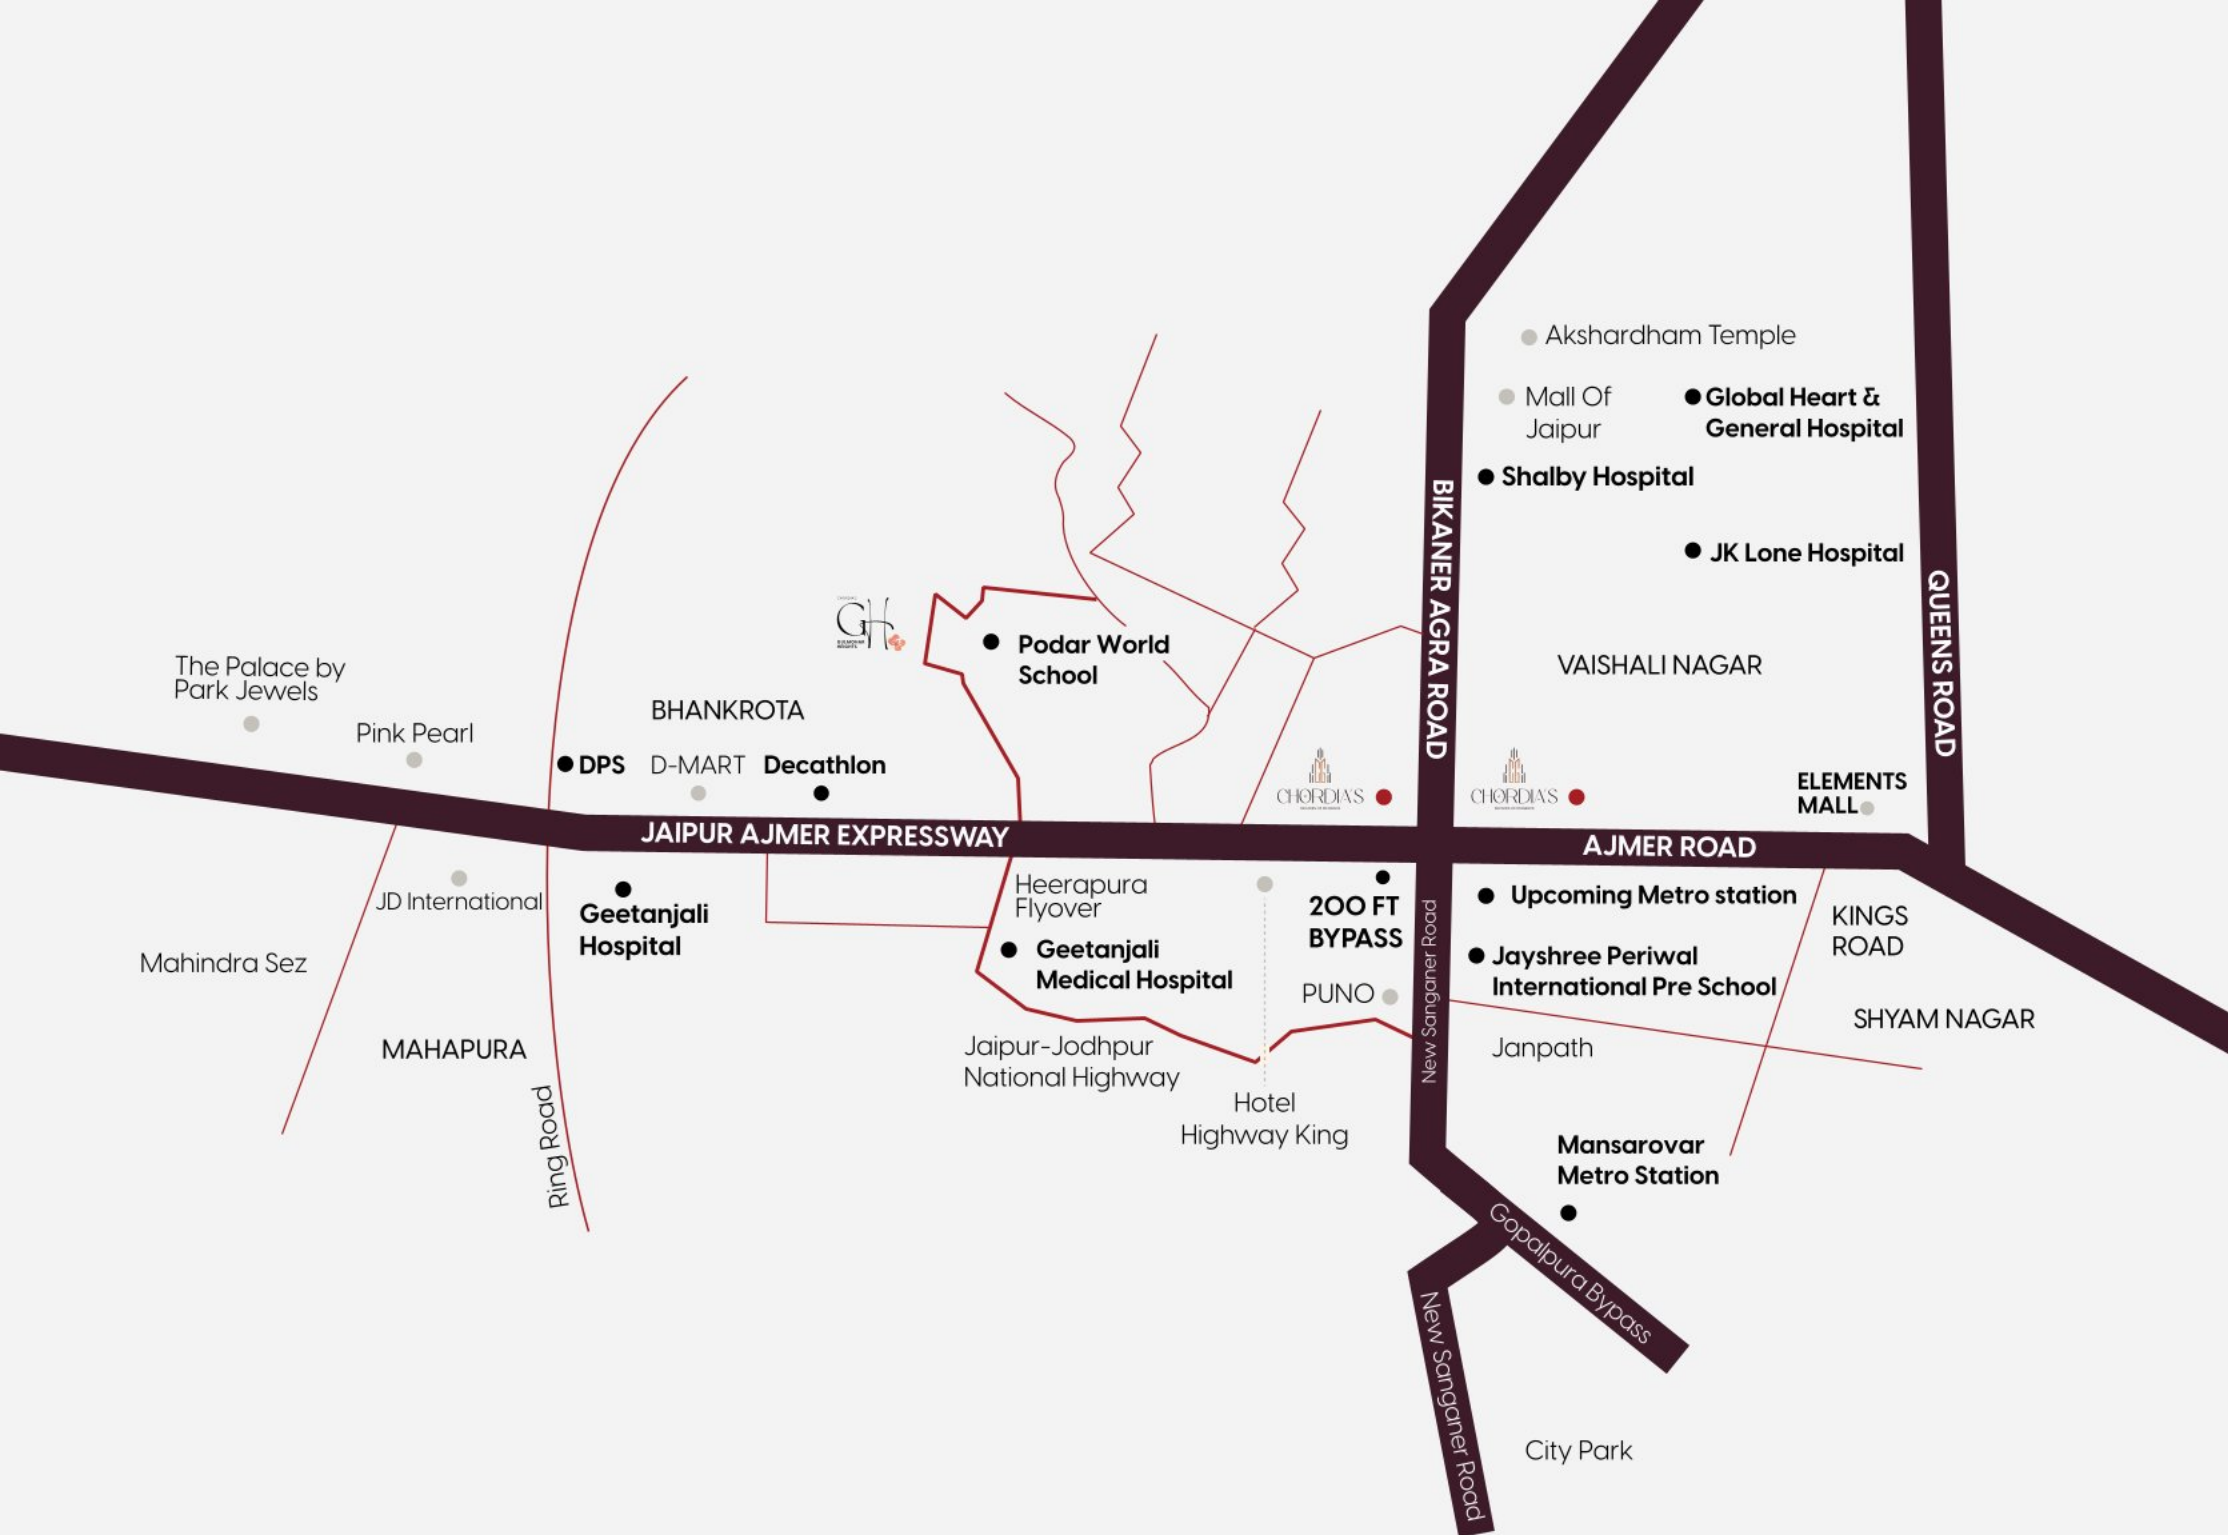 Akshardham Temple
Mall Of
Jaipur
Global Heart &
General Hospital
Shalby Hospital
BIKANER AGRA ROAD
JK Lone Hospital
QUEENS ROAD
GH
Podar World
School
VAISHALI NAGAR
The Palace by
Park Jewels
Pink Pearl
BHANKROTA
DPS
D-MART
Decathlon
CHORDIA'S
CHORDIA'S
ELEMENTS
MALL
JAIPUR AJMER EXPRESSWAY
AJMER ROAD
JD International
Geetanjali
Hospital
Heerapura
Flyover
Geetanjali
Medical Hospital
200 FT
BYPASS
PUNO
New Sanganer Road
Upcoming Metro station
Jayshree Periwal
International Pre School
KINGS
ROAD
Mahindra Sez
MAHAPURA
Ring Road
Jaipur-Jodhpur
National Highway
Hotel
Highway King
Janpath
SHYAM NAGAR
Mansarovar
Metro Station
Gopalpura Bypass
New Sanganer Road
City Park